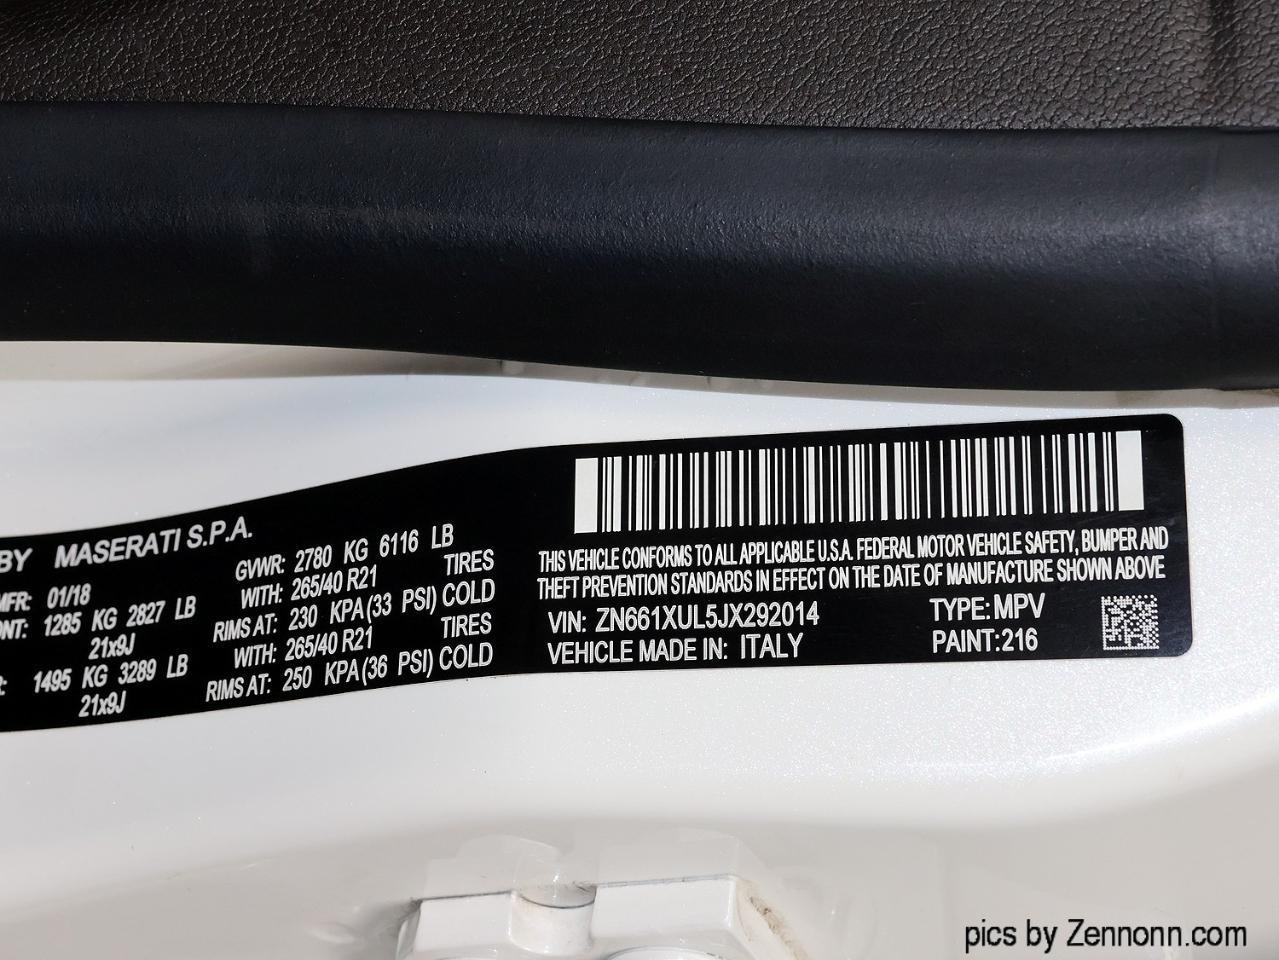 BY MASERATI S.P.A.
MFR: 01/18
GVWR: 2780 KG 6116 LB
ONT: 1285 KG 2827 LB
WITH: 265/40 R21 TIRES
21x9J
RIMS AT: 230 KPA(33 PSI) COLD
1495 KG 3289 LB
WITH: 265/40 R21 TIRES
21x9J
RIMS AT: 250 KPA(36 PSI) COLD
THIS VEHICLE CONFORMS TO ALL APPLICABLE U.S.A. FEDERAL MOTOR VEHICLE SAFETY, BUMPER AND
THEFT PREVENTION STANDARDS IN EFFECT ON THE DATE OF MANUFACTURE SHOWN ABOVE
VIN: ZN661XUL5JX292014 TYPE: MPV
VEHICLE MADE IN: ITALY PAINT:216
pics by Zennonn.com